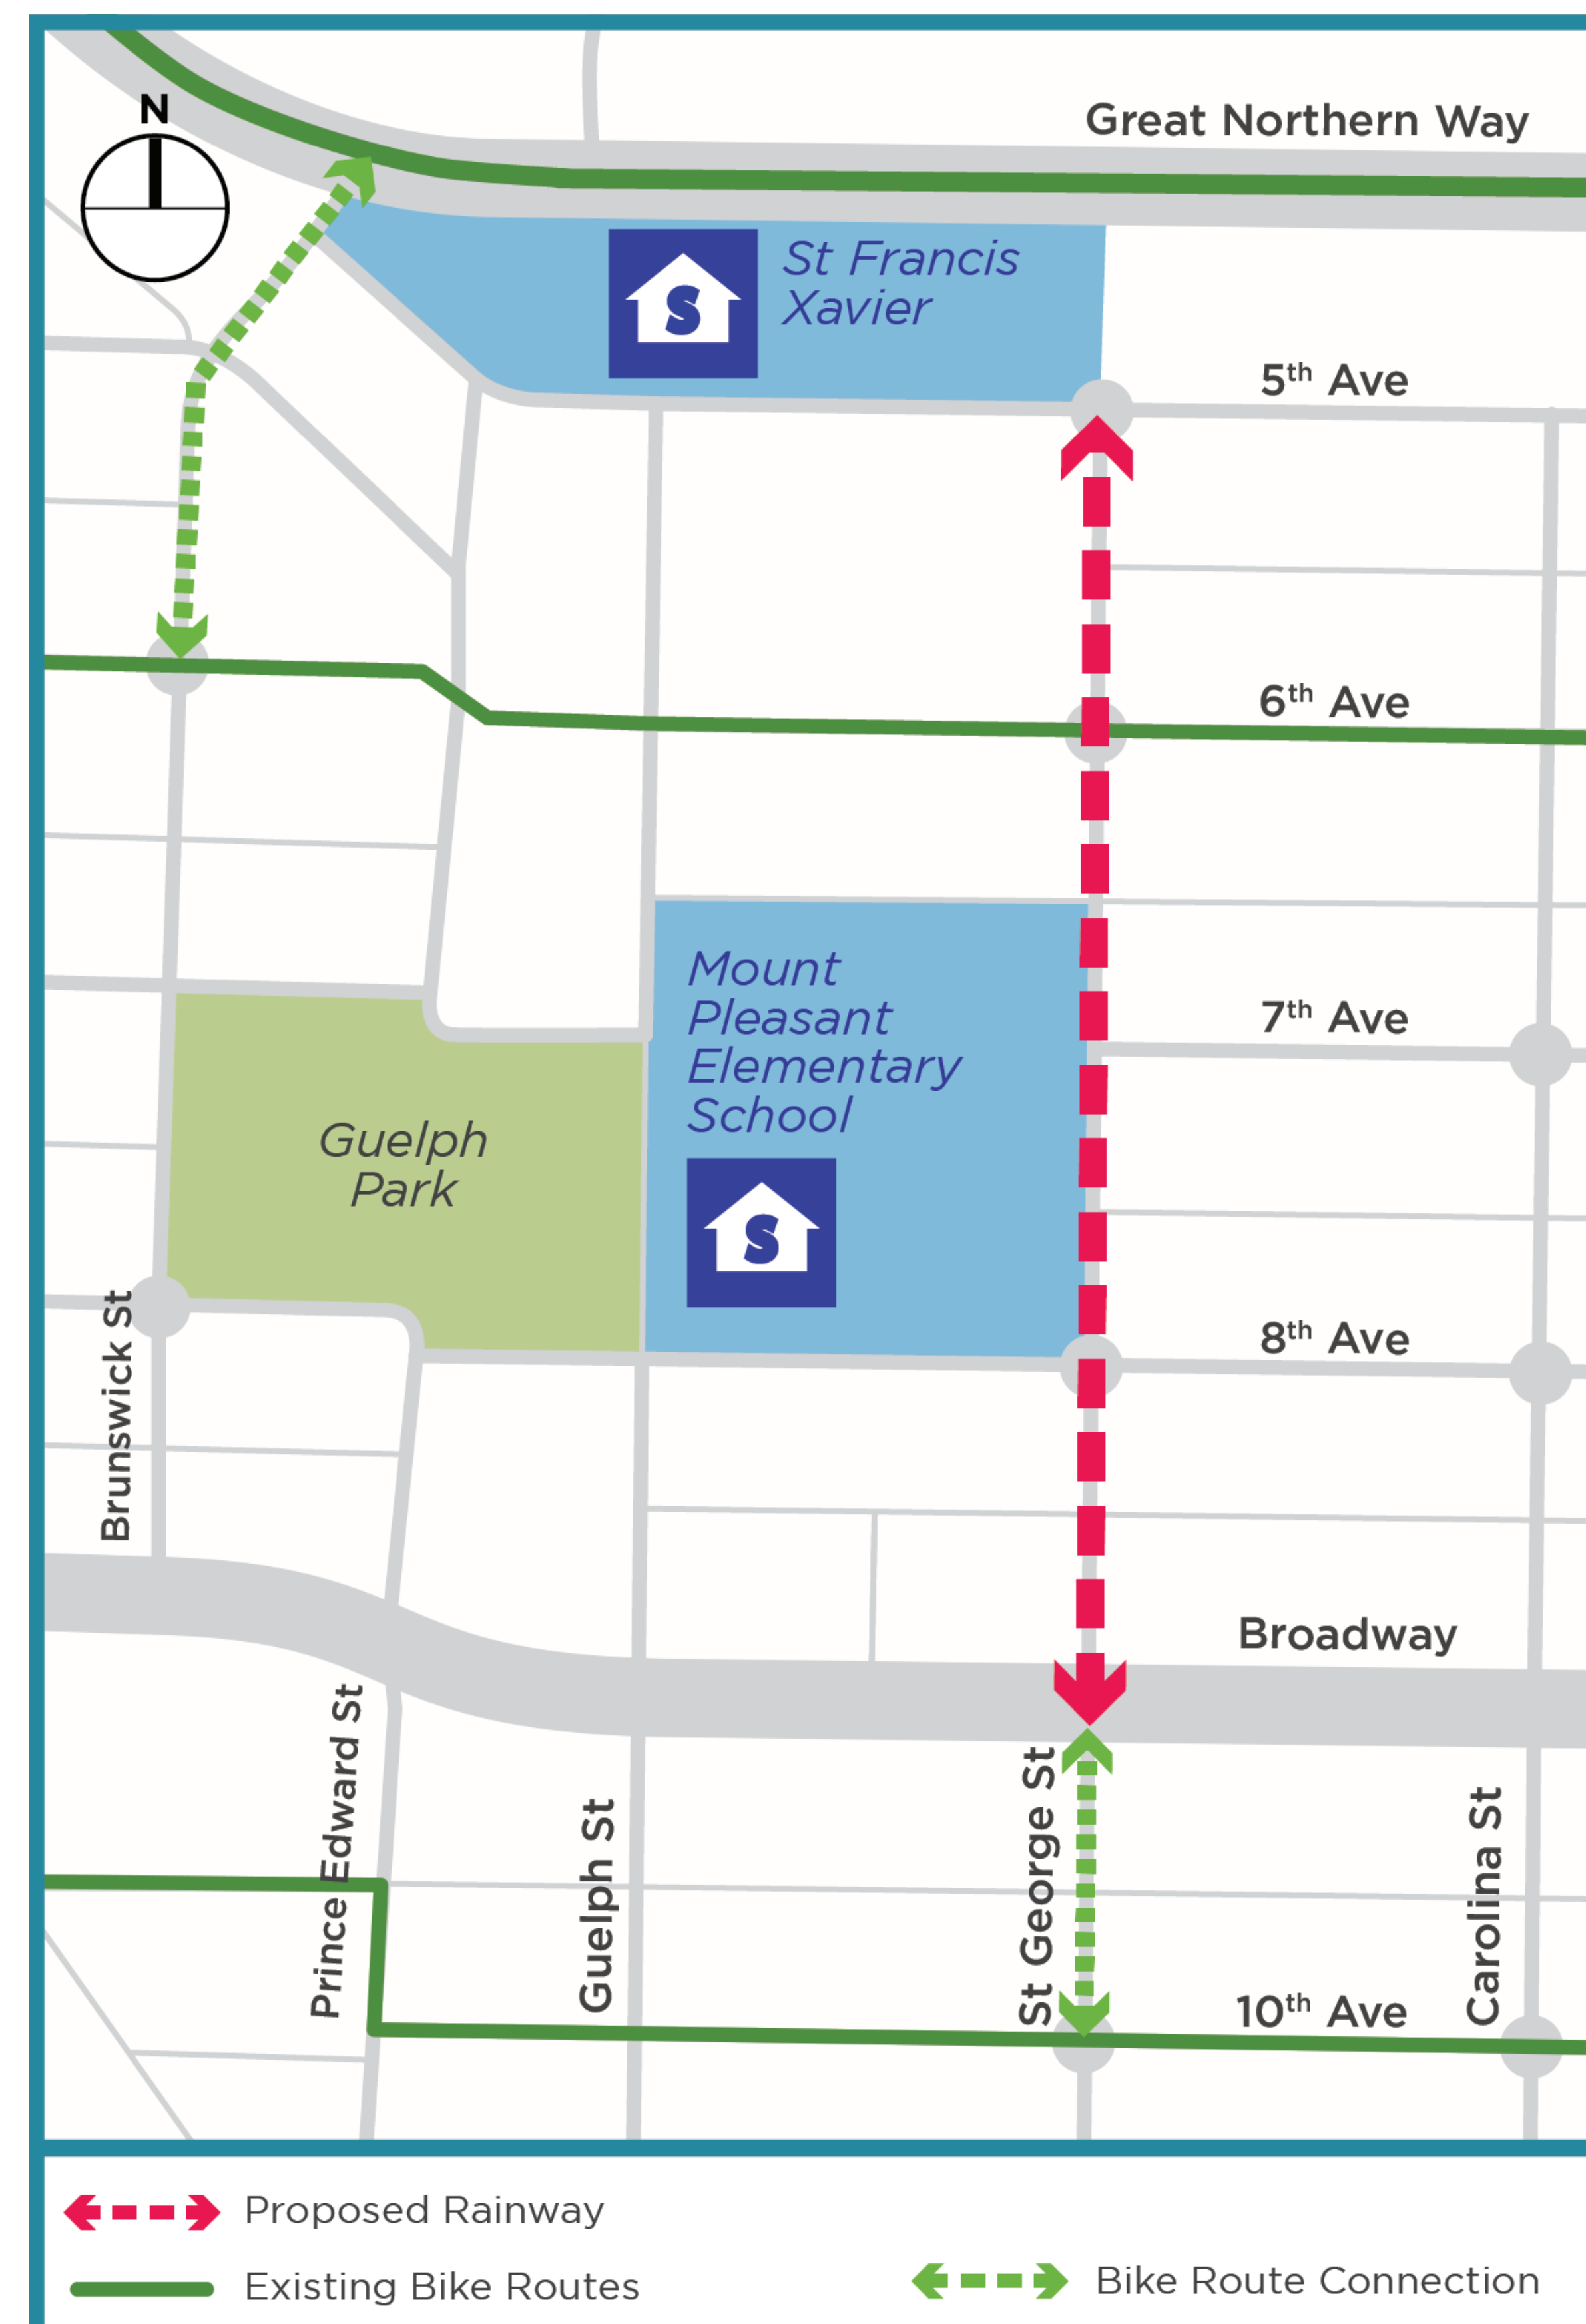 N
Great Northern Way
S
St Francis
Xavier
5th Ave
6th Ave
Mount
Pleasant
Elementary
School
S
7th Ave
Guelph
Park
8th Ave
Brunswick St
Broadway
Prince Edward St
Guelph St
St George St
Carolina St
10th Ave
Proposed Rainway
Existing Bike Routes
Bike Route Connection